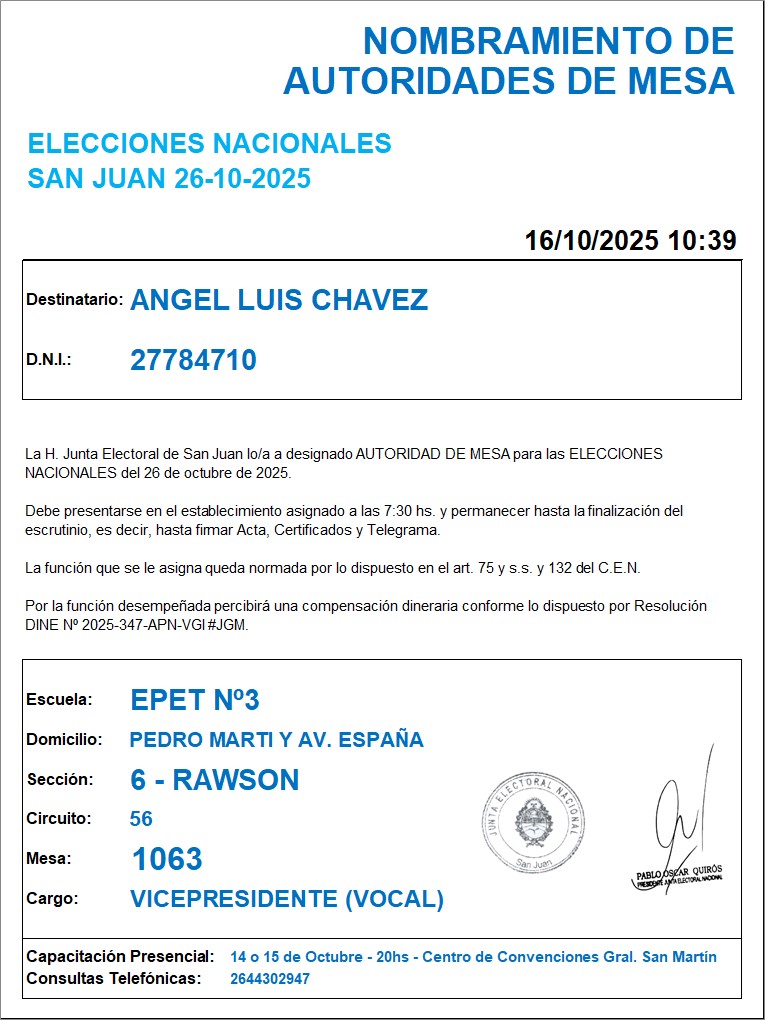 NOMBRAMIENTO DE
AUTORIDADES DE MESA
ELECCIONES NACIONALES
SAN JUAN 26-10-2025
16/10/2025 10:39
Destinatario: ANGEL LUIS CHAVEZ
D.N.I.: 27784710
La H. Junta Electoral de San Juan lo/a a designado AUTORIDAD DE MESA para las ELECCIONES
NACIONALES del 26 de octubre de 2025.
Debe presentarse en el establecimiento asignado a las 7:30 hs. y permanecer hasta la finalización del
escrutinio, es decir, hasta firmar Acta, Certificados y Telegrama.
La función que se le asigna queda normada por lo dispuesto en el art. 75 y s.s. y 132 del C.E.N.
Por la función desempeñada percibirá una compensación dineraria conforme lo dispuesto por Resolución
DINE Nº 2025-347-APN-VGI#JGM.
Escuela: EPET Nº3
Domicilio: PEDRO MARTI Y AV. ESPAÑA
Sección: 6 - RAWSON
Circuito: 56
Mesa: 1063
Cargo: VICEPRESIDENTE (VOCAL)
JUNTA ELECTORAL NACIONAL
San Juan
PABLO OSCAR QUIRÓS
PRESIDENTE JUNTA ELECTORAL NACIONAL
Capacitación Presencial: 14 o 15 de Octubre - 20hs - Centro de Convenciones Gral. San Martín
Consultas Telefónicas: 2644302947